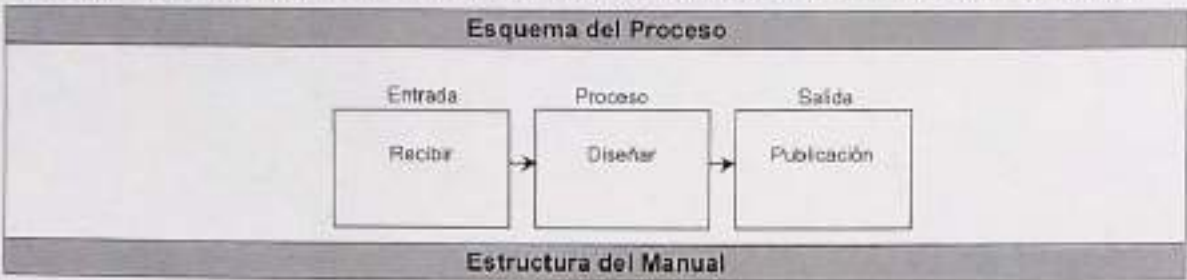 Esquema del Proceso
Entrada Proceso Salida
Recibir Diseñar Publicación
Estructura del Manual